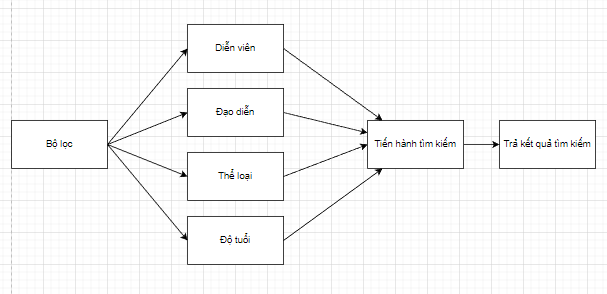 Diễn viên
Đạo diễn
Bộ lọc
Tiến hành tìm kiếm
Trả kết quả tìm kiếm
Thể loại
Độ tuổi